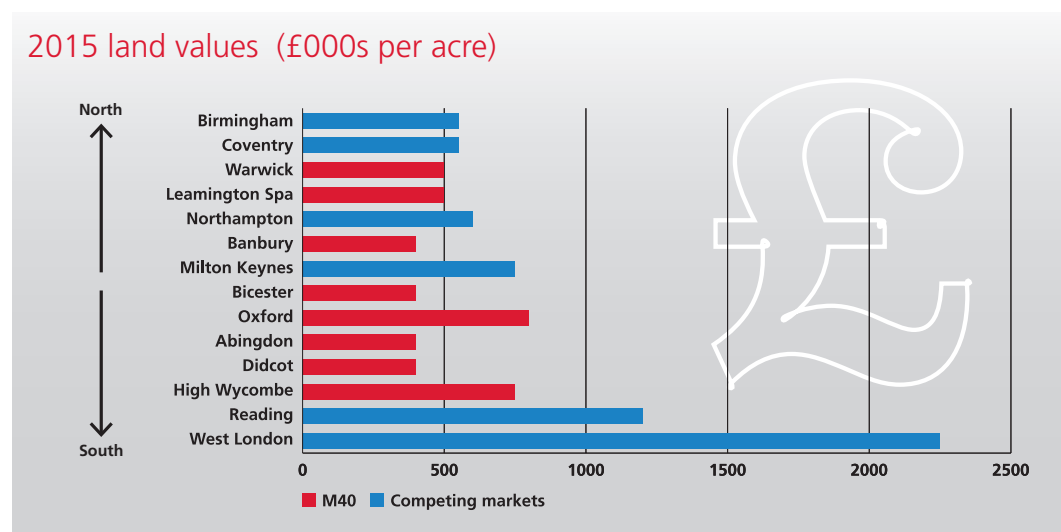 2015 land values (£000s per acre)
North
Birmingham
Coventry
Warwick
Leamington Spa
Northampton
Banbury
Milton Keynes
Bicester
Oxford
Abingdon
Didcot
High Wycombe
Reading
West London
South
0 500 1000 1500 2000 2500
M40 Competing markets
£